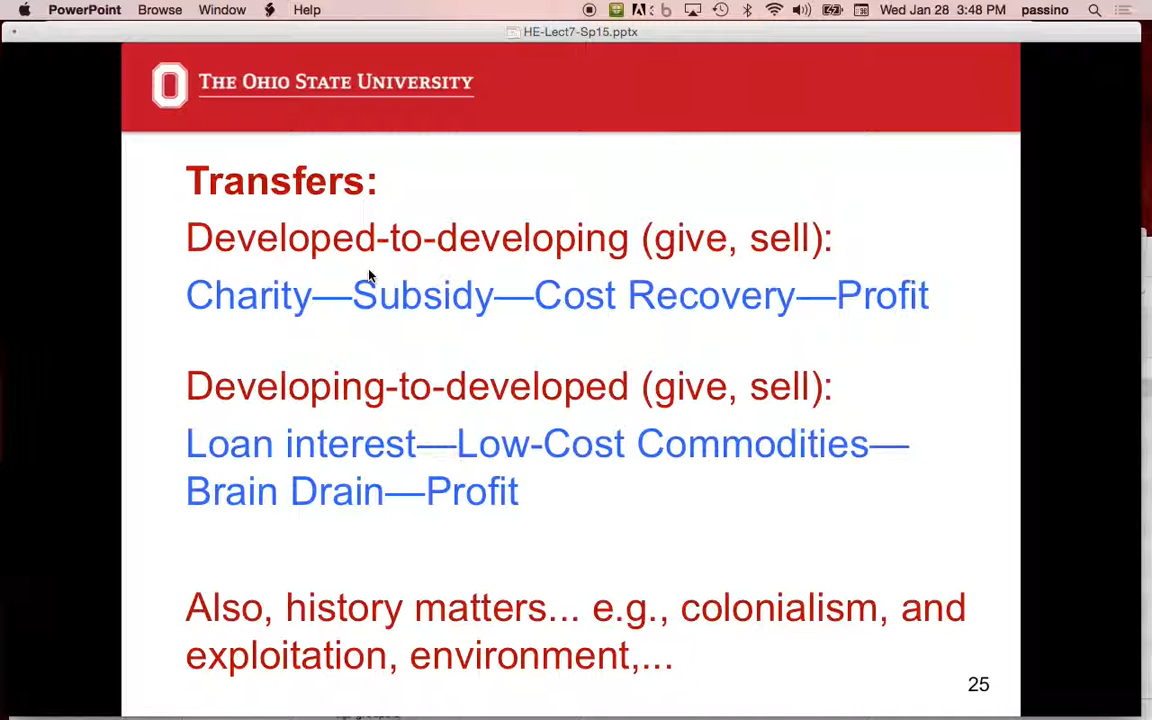 PowerPoint Browse Window Help Wed Jan 28 3:48 PM passino
HE-Lect7-Sp15.pptx
THE OHIO STATE UNIVERSITY
Transfers:
Developed-to-developing (give, sell):
Charity—Subsidy—Cost Recovery—Profit
Developing-to-developed (give, sell):
Loan interest—Low-Cost Commodities—
Brain Drain—Profit
Also, history matters... e.g., colonialism, and
exploitation, environment,...
25